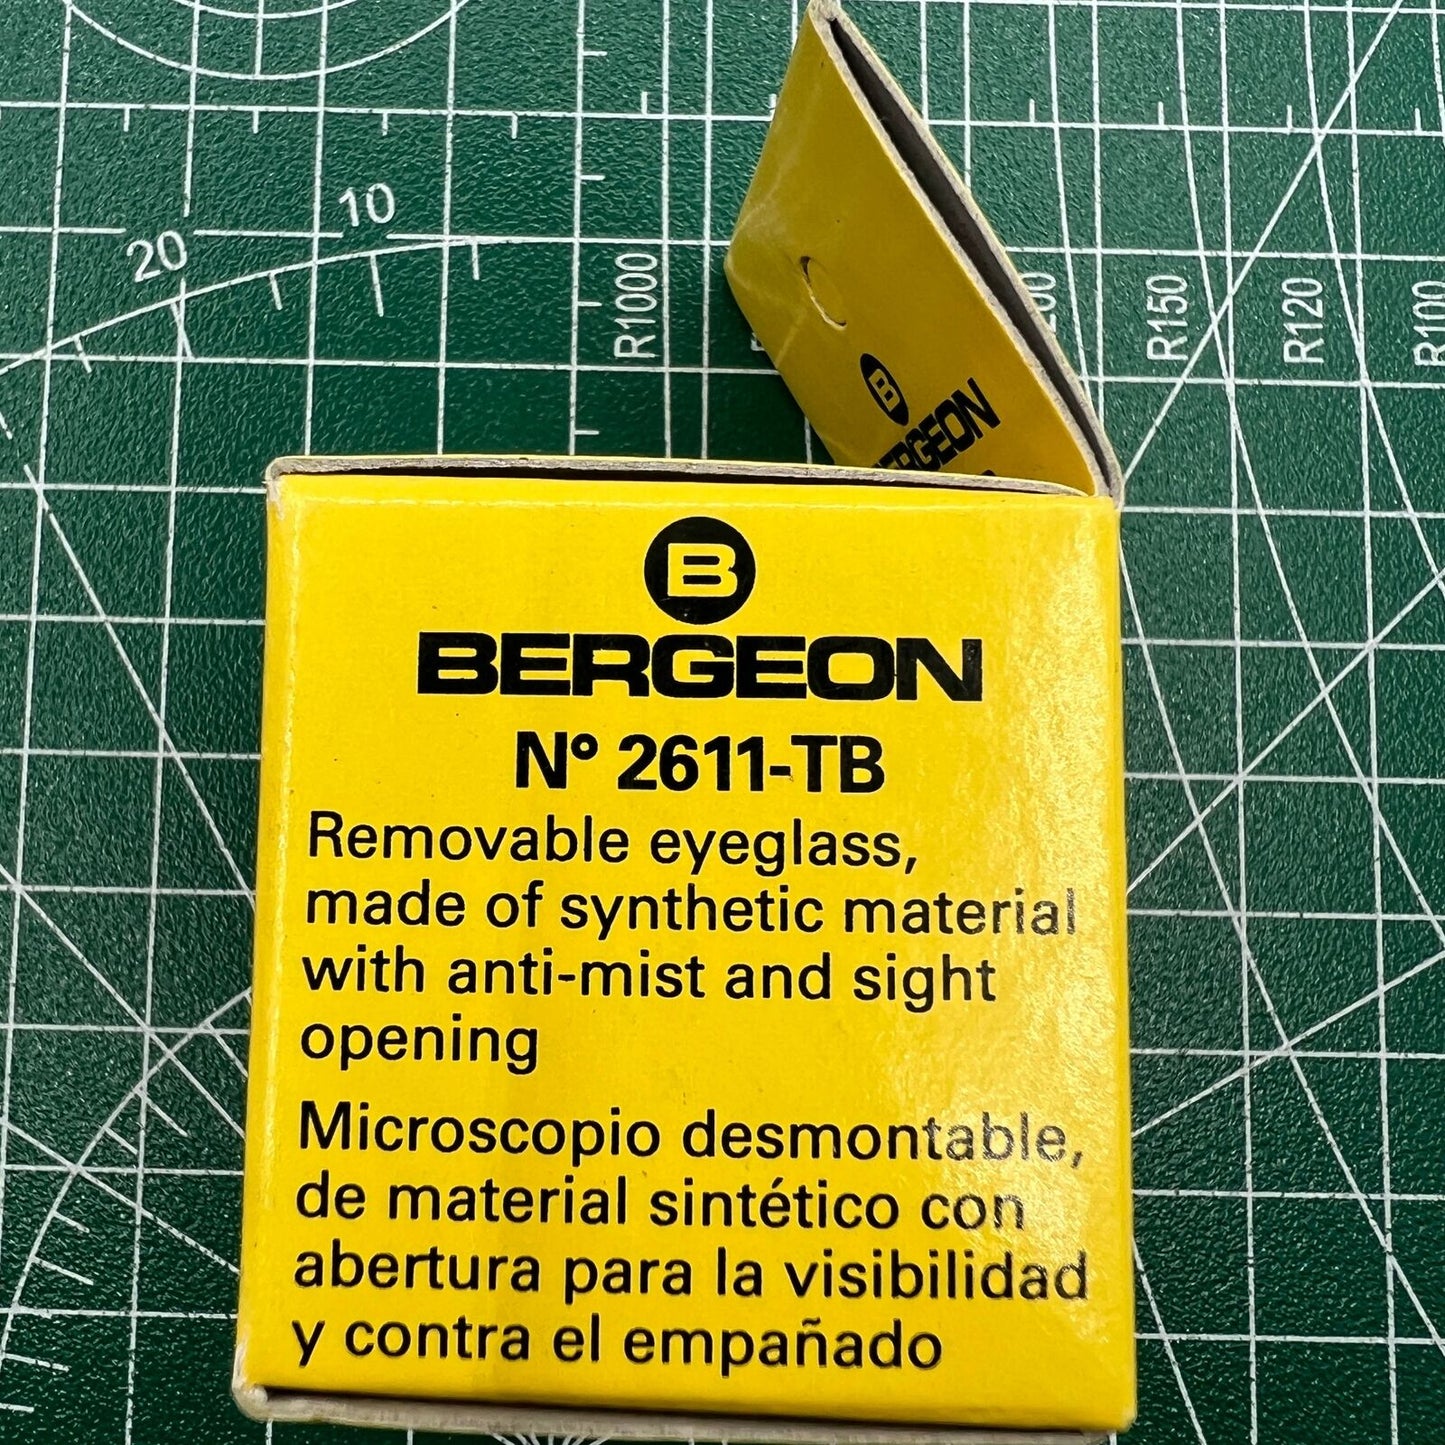 10
20
R1000
R150
R120
R100
B
B
BERGEON
N° 2611-TB
Removable eyeglass,
made of synthetic material
with anti-mist and sight
opening
Microscopio desmontable,
de material sintético con
abertura para la visibilidad
y contra el empañado